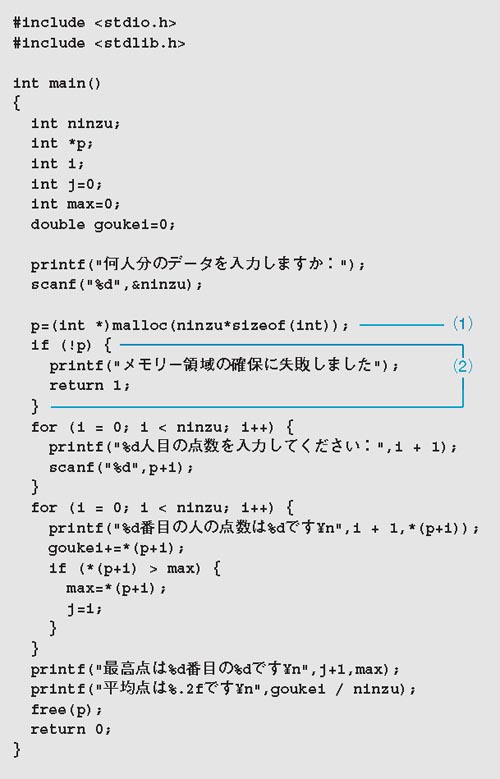 #include <stdio.h>
#include <stdlib.h>

int main()
{
  int ninzu;
  int *p;
  int i;
  int j=0;
  int max=0;
  double goukei=0;

  printf("何人分のデータを入力しますか：");
  scanf("%d",&ninzu);

  p=(int *)malloc(ninzu*sizeof(int)); (1)
  if (!p) {
    printf("メモリー領域の確保に失敗しました"); (2)
    return 1;
  }
  for (i = 0; i < ninzu; i++) {
    printf("%d人目の点数を入力してください：",i + 1);
    scanf("%d",p+i);
  }
  for (i = 0; i < ninzu; i++) {
    printf("%d番目の人の点数は%dです¥n",i + 1,*(p+i));
    goukei+=*(p+i);
    if (*(p+i) > max) {
      max=*(p+i);
      j=i;
    }
  }
  printf("最高点は%d番目の%dです¥n",j+1,max);
  printf("平均点は%.2fです¥n",goukei / ninzu);
  free(p);
  return 0;
}